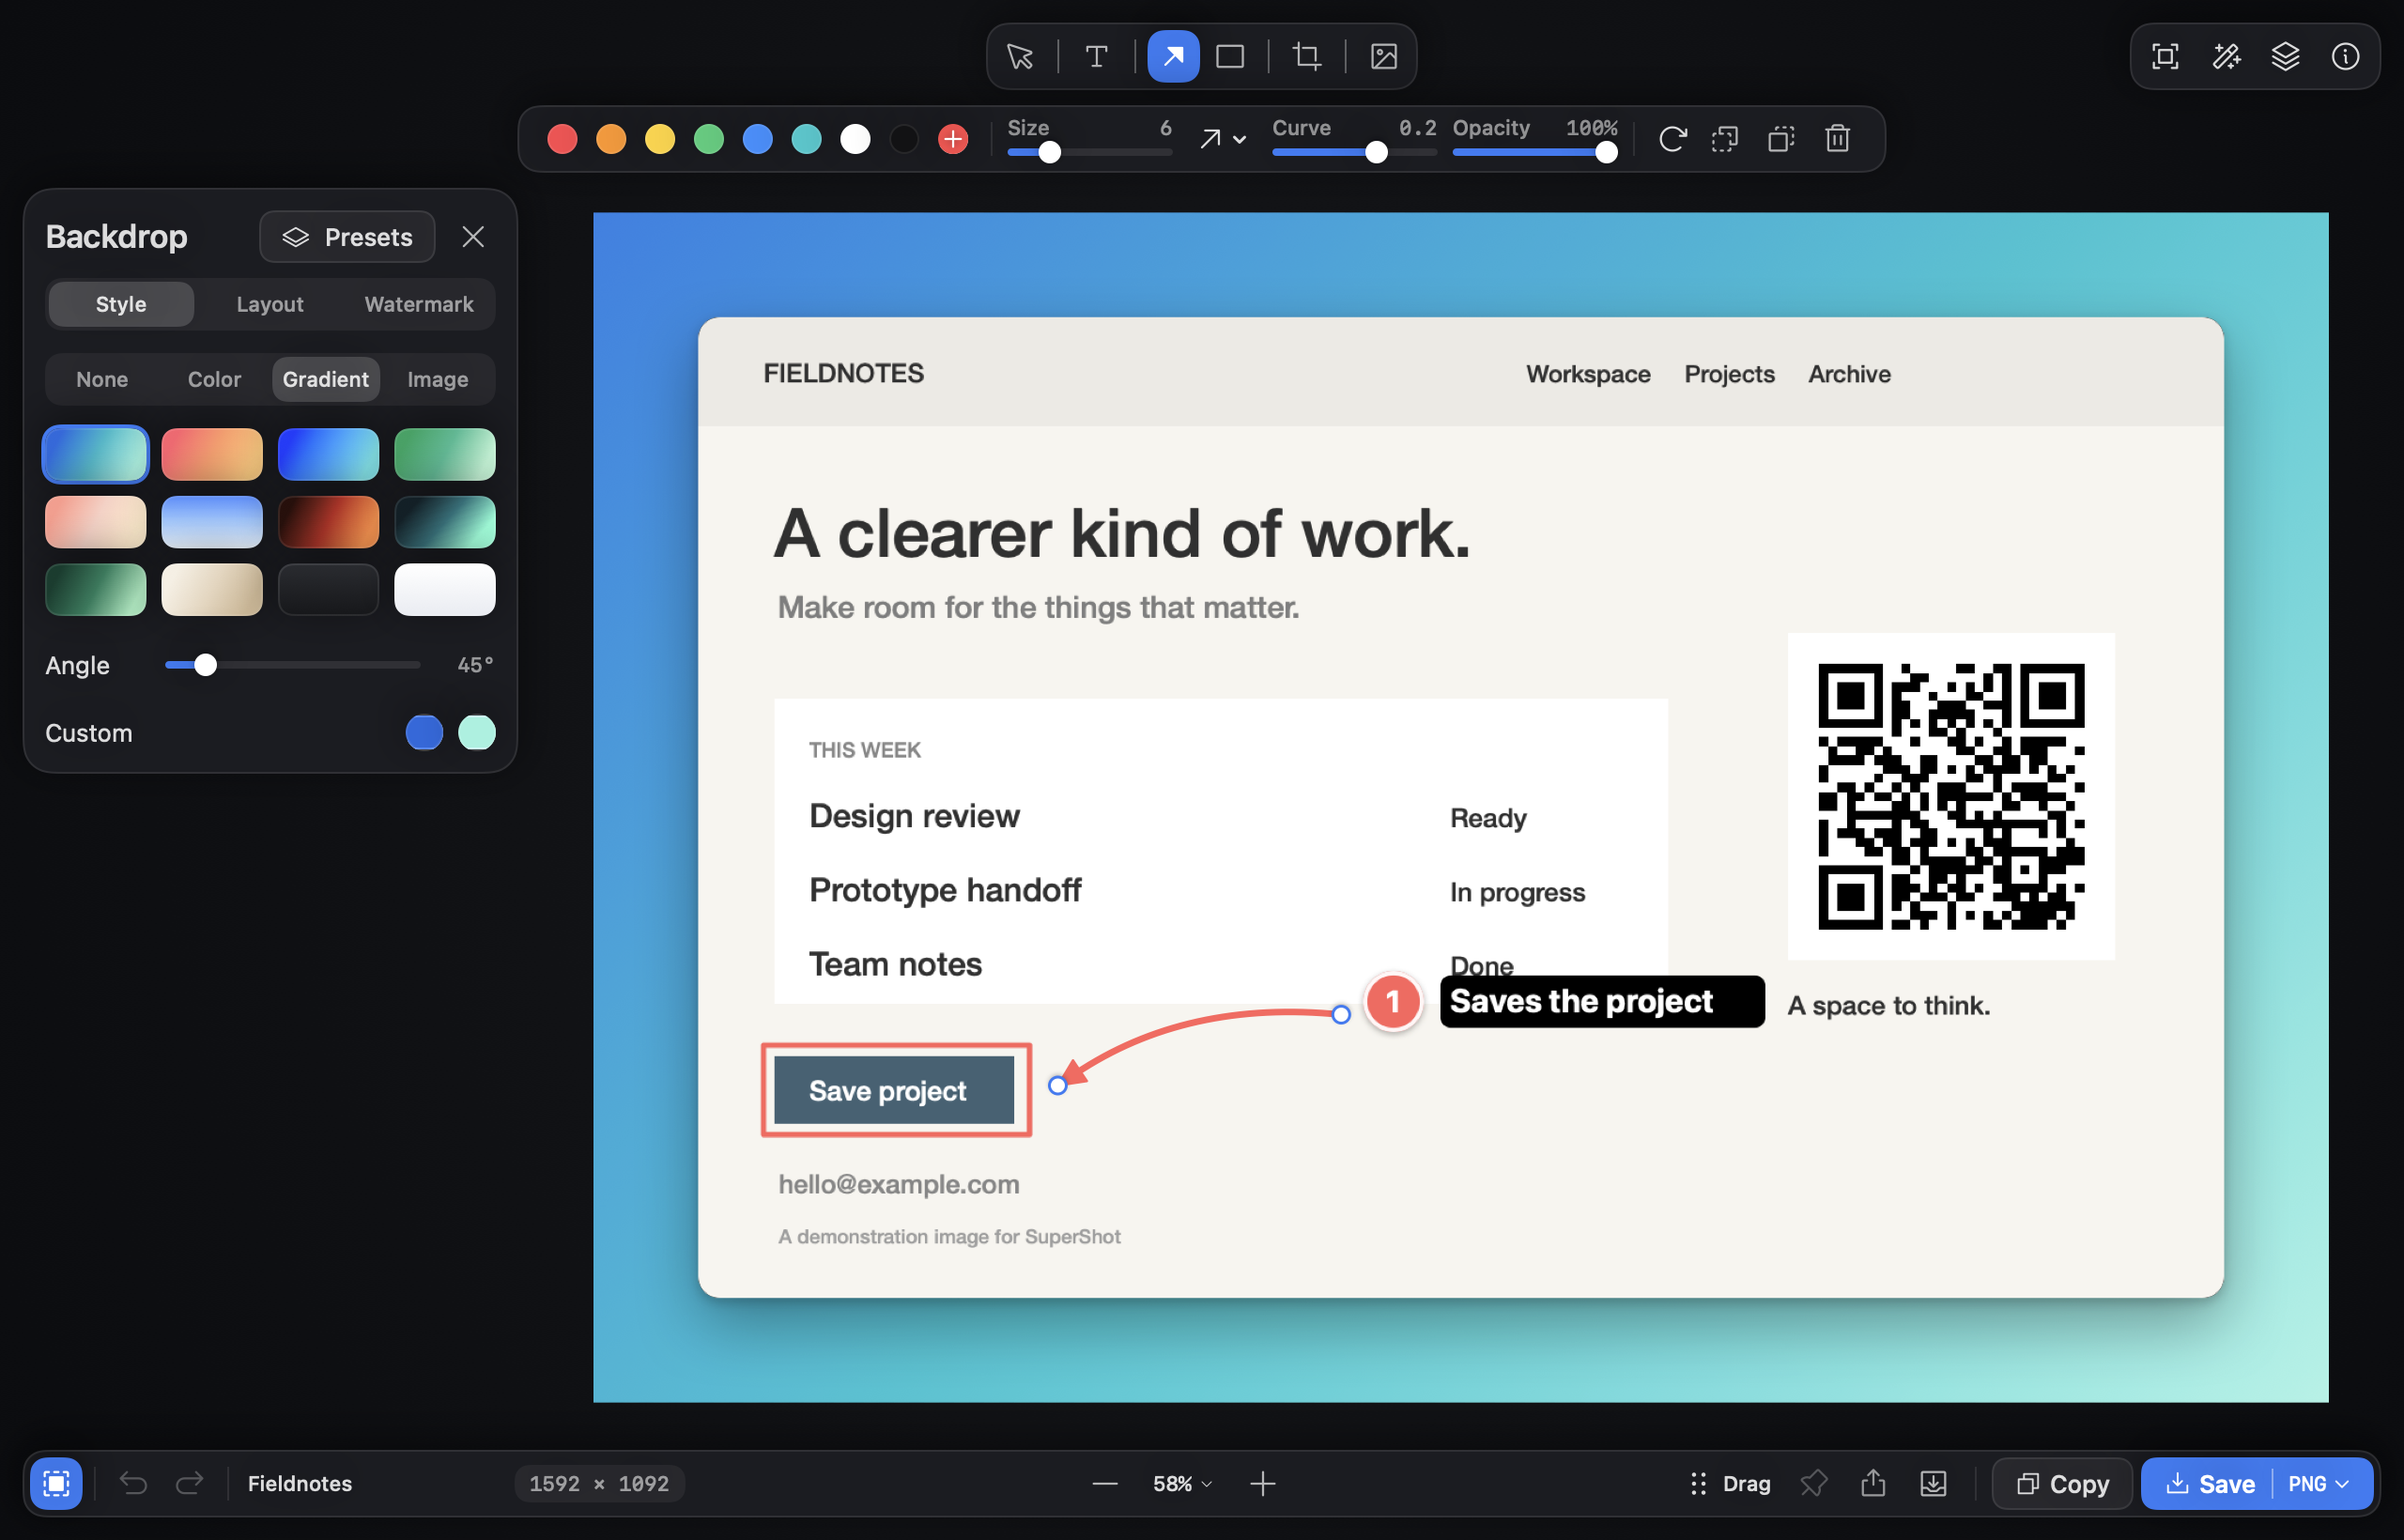 Size 6
Curve 0.2
Opacity 100%
Backdrop
Presets
Style Layout Watermark
None Color Gradient Image
Angle 45°
Custom
FIELDNOTES
Workspace Projects Archive
A clearer kind of work.
Make room for the things that matter.
THIS WEEK
Design review Ready
Prototype handoff In progress
Team notes Done
1 Saves the project
A space to think.
Save project
hello@example.com
A demonstration image for SuperShot
Fieldnotes
1592 × 1092
58%
Drag
Copy
Save PNG